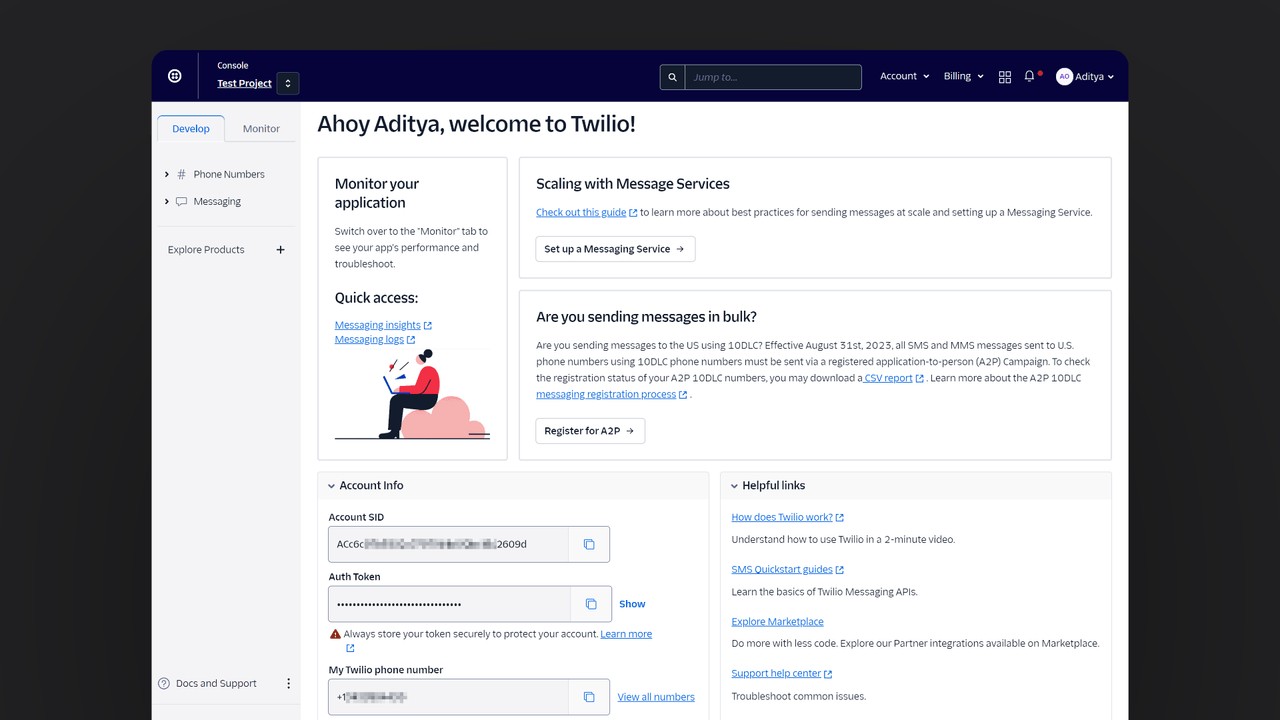 Console
Test Project
Jump to...
Account
Billing
AO
Aditya
Develop
Monitor
Phone Numbers
Messaging
Explore Products
Docs and Support
Ahoy Aditya, welcome to Twilio!
Monitor your
application
Switch over to the "Monitor" tab to
see your app's performance and
troubleshoot.
Quick access:
Messaging insights
Messaging logs
Scaling with Message Services
Check out this guide to learn more about best practices for sending messages at scale and setting up a Messaging Service.
Set up a Messaging Service →
Are you sending messages in bulk?
Are you sending messages to the US using 10DLC? Effective August 31st, 2023, all SMS and MMS messages sent to U.S.
phone numbers using 10DLC phone numbers must be sent via a registered application-to-person (A2P) Campaign. To check
the registration status of your A2P 10DLC numbers, you may download a CSV report . Learn more about the A2P 10DLC
messaging registration process .
Register for A2P →
Account Info
Account SID
ACc6c 2609d
Auth Token
••••••••••••••••••••••••••••••••
Show
Always store your token securely to protect your account. Learn more
My Twilio phone number
+1
View all numbers
Helpful links
How does Twilio work?
Understand how to use Twilio in a 2-minute video.
SMS Quickstart guides
Learn the basics of Twilio Messaging APIs.
Explore Marketplace
Do more with less code. Explore our Partner integrations available on Marketplace.
Support help center
Troubleshoot common issues.